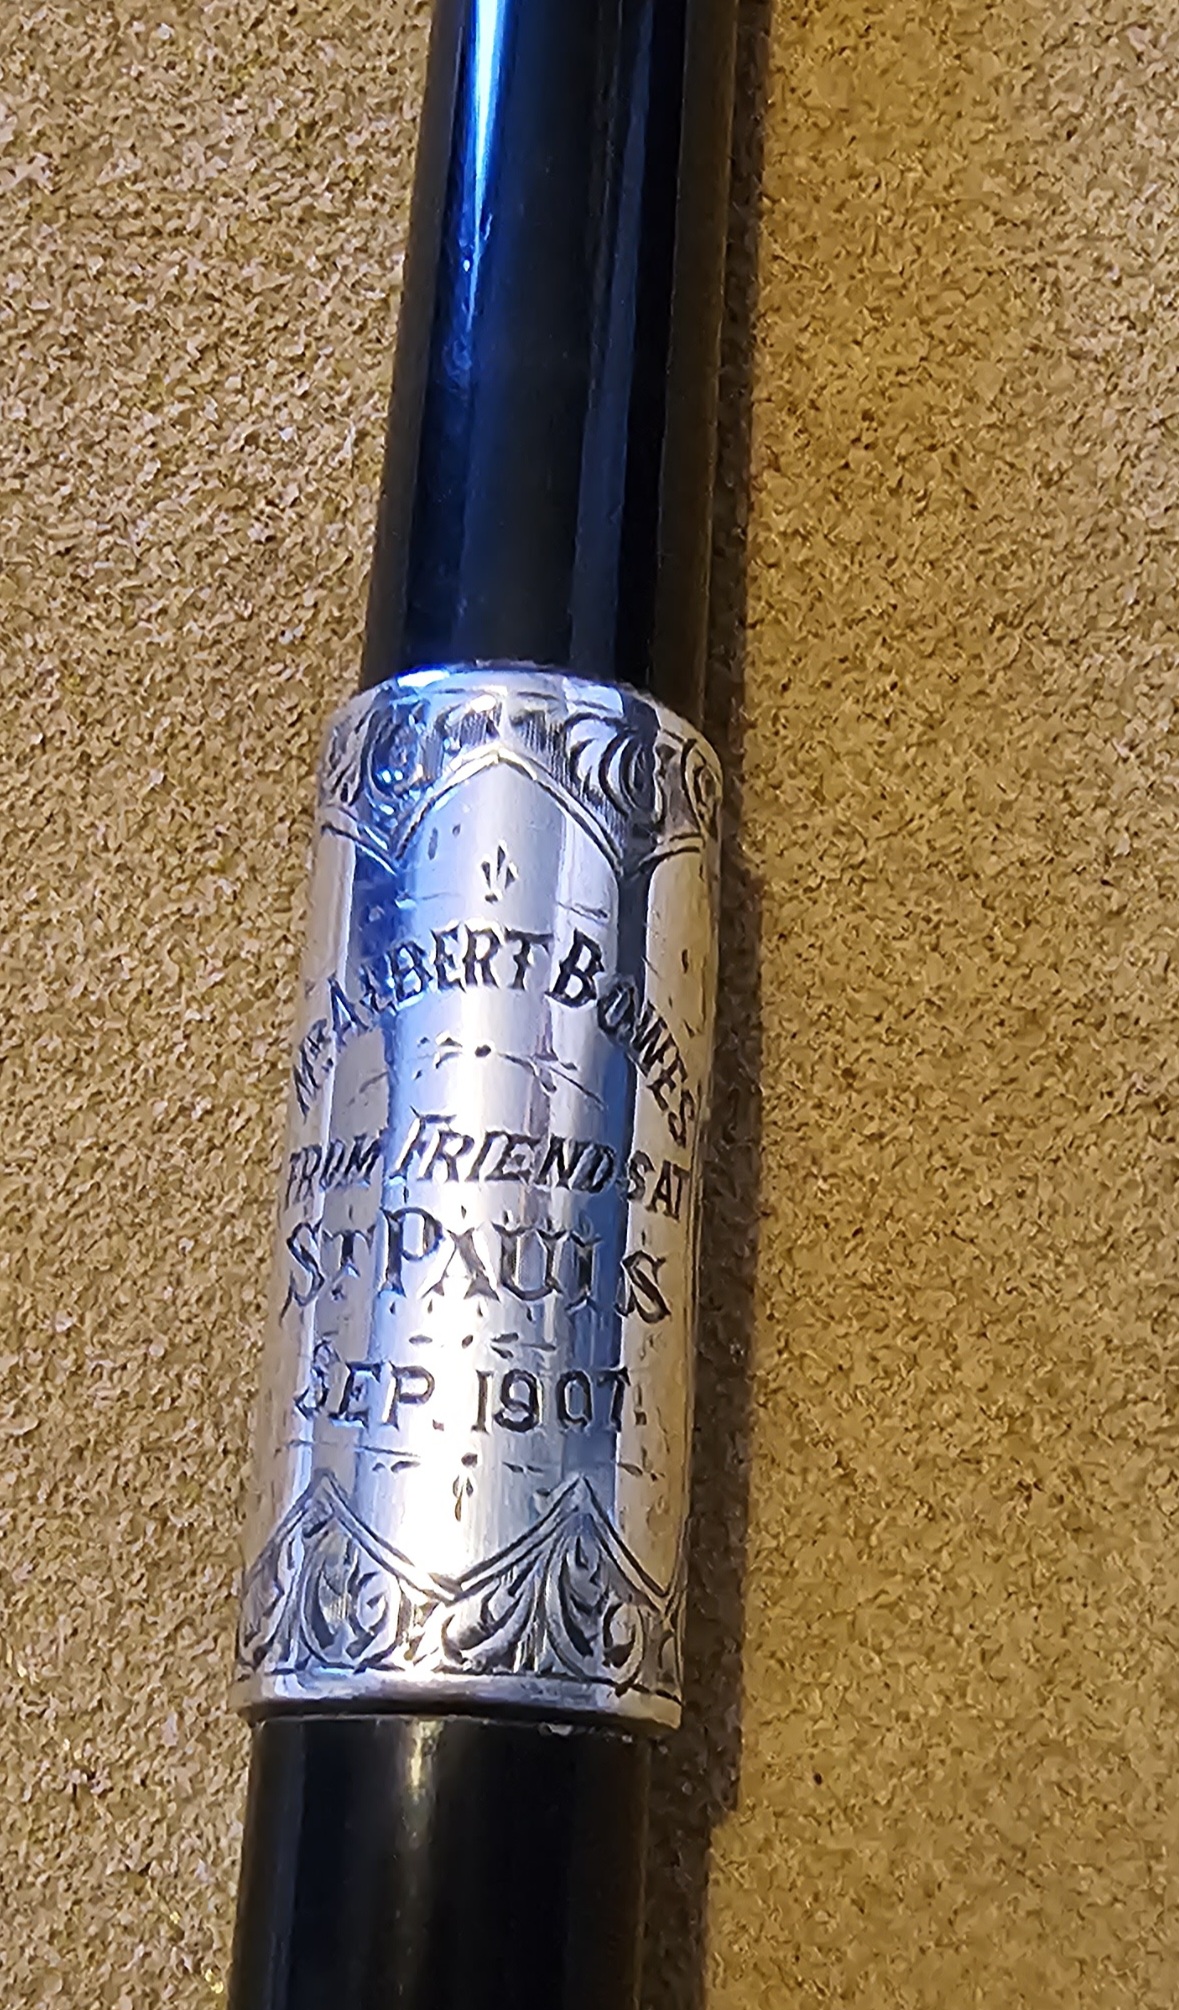 Mr ALBERT BOWES
FROM FRIENDS AT
ST PAULS
SEP. 1907.